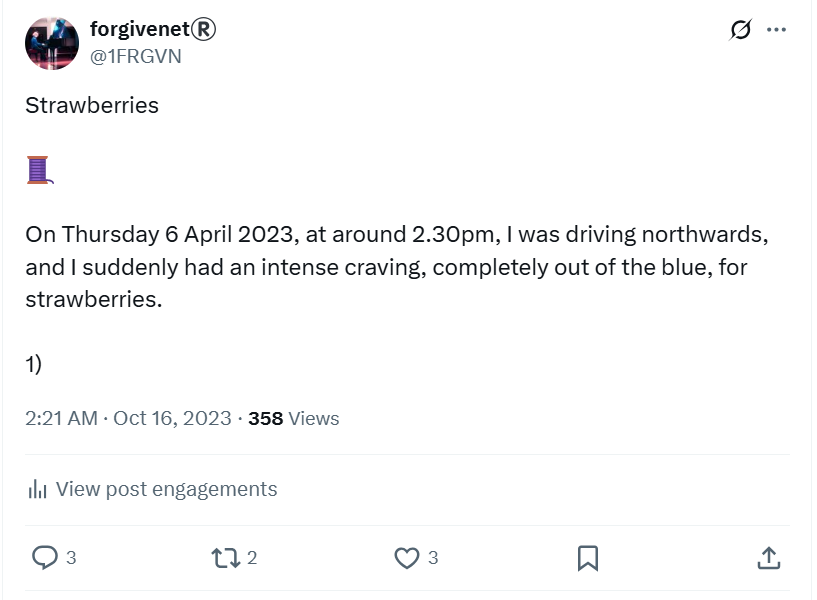 forgivenet®
@1FRGVN
Strawberries
🧵
On Thursday 6 April 2023, at around 2.30pm, I was driving northwards,
and I suddenly had an intense craving, completely out of the blue, for
strawberries.
1)
2:21 AM · Oct 16, 2023 · 358 Views
View post engagements
3 2 3